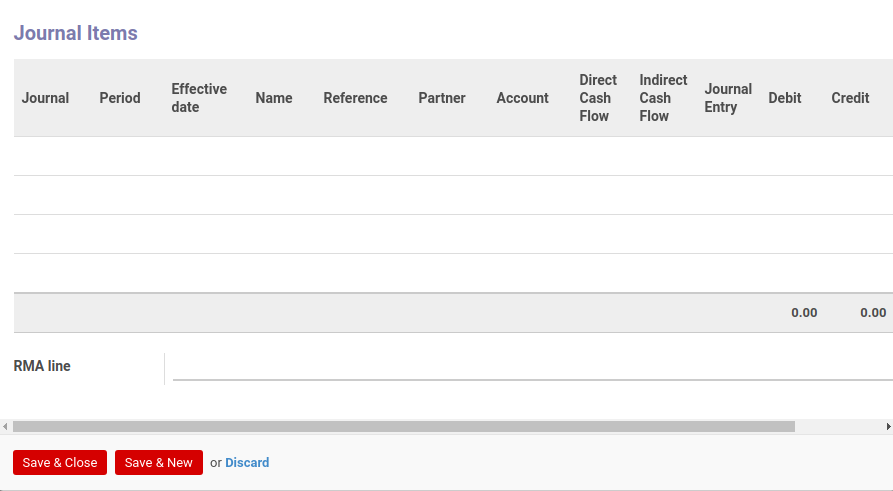 Journal Items
Journal Period Effective date Name Reference Partner Account Direct Cash Flow Indirect Cash Flow Journal Entry Debit Credit
0.00 0.00
RMA line
Save & Close Save & New or Discard